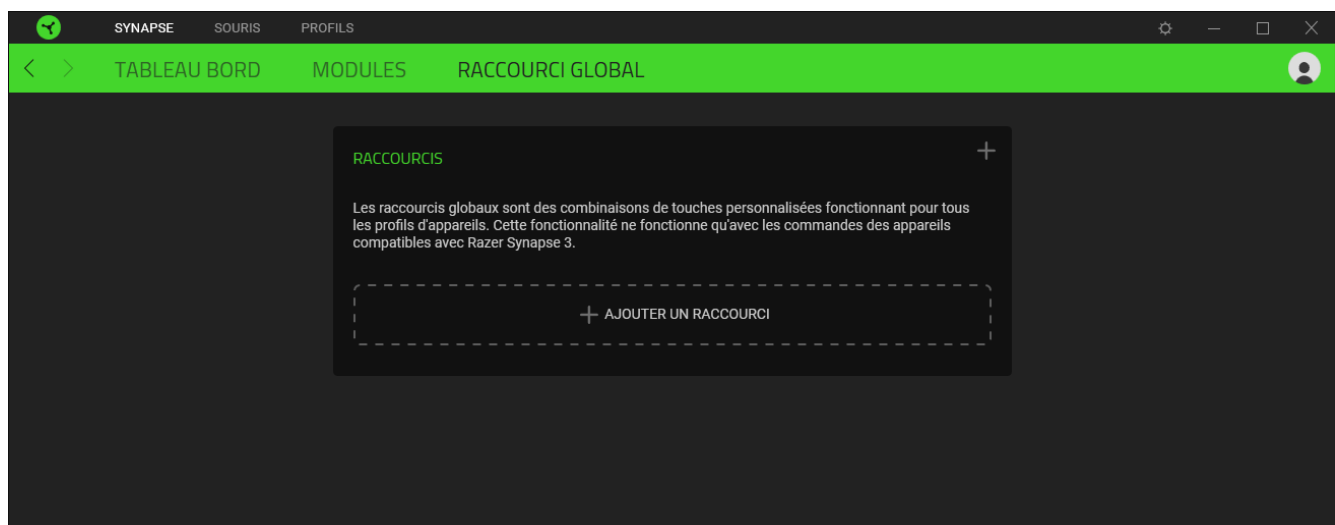 SYNAPSE SOURIS PROFILS
TABLEAU BORD MODULES RACCOURCI GLOBAL
RACCOURCIS
Les raccourcis globaux sont des combinaisons de touches personnalisées fonctionnant pour tous
les profils d'appareils. Cette fonctionnalité ne fonctionne qu'avec les commandes des appareils
compatibles avec Razer Synapse 3.
AJOUTER UN RACCOURCI